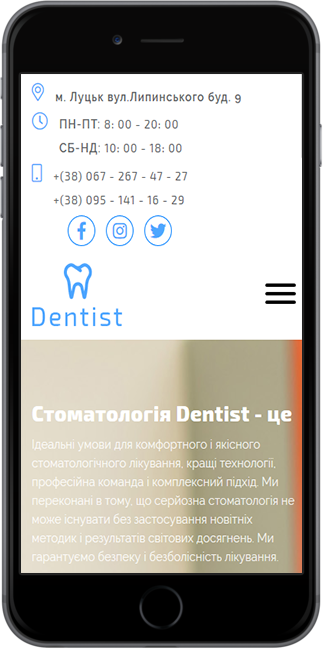 м. Луцьк вул.Липинського буд. 9
ПН-ПТ: 8: 00 - 20: 00
СБ-НД: 10: 00 - 18: 00
+(38) 067 - 267 - 47 - 27
+(38) 095 - 141 - 16 - 29
Dentist
Стоматологія Dentist - це
Ідеальні умови для комфортного і якісного
стоматологічного лікування, кращі технології,
професійна команда і комплексний підхід. Ми
переконані в тому, що серйозна стоматологія не
може існувати без застосування новітніх
методик і результатів світових досягнень. Ми
гарантуємо безпеку і безболісність лікування.